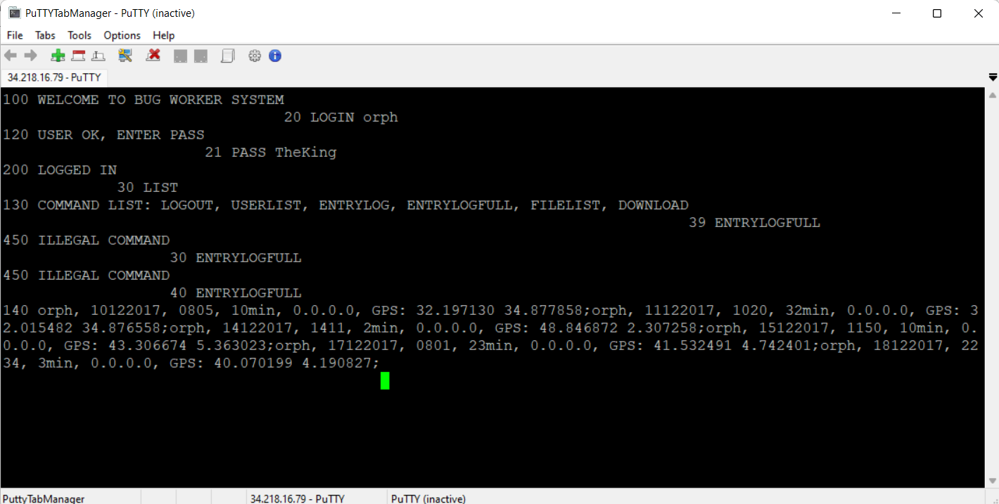 PuTTYTabManager - PuTTY (inactive)
File Tabs Tools Options Help
34.218.16.79 - PuTTY
100 WELCOME TO BUG WORKER SYSTEM
20 LOGIN orph
120 USER OK, ENTER PASS
21 PASS TheKing
200 LOGGED IN
30 LIST
130 COMMAND LIST: LOGOUT, USERLIST, ENTRYLOG, ENTRYLOGFULL, FILELIST, DOWNLOAD
39 ENTRYLOGFULL
450 ILLEGAL COMMAND
30 ENTRYLOGFULL
450 ILLEGAL COMMAND
40 ENTRYLOGFULL
140 orph, 10122017, 0805, 10min, 0.0.0.0, GPS: 32.197130 34.877858;orph, 11122017, 1020, 32min, 0.0.0.0, GPS: 3
2.015482 34.876558;orph, 14122017, 1411, 2min, 0.0.0.0, GPS: 48.846872 2.307258;orph, 15122017, 1150, 10min, 0.
0.0.0, GPS: 43.306674 5.363023;orph, 17122017, 0801, 23min, 0.0.0.0, GPS: 41.532491 4.742401;orph, 18122017, 22
34, 3min, 0.0.0.0, GPS: 40.070199 4.190827;
PuttyTabManager 34.218.16.79 - PuTTY PuTTY (inactive)